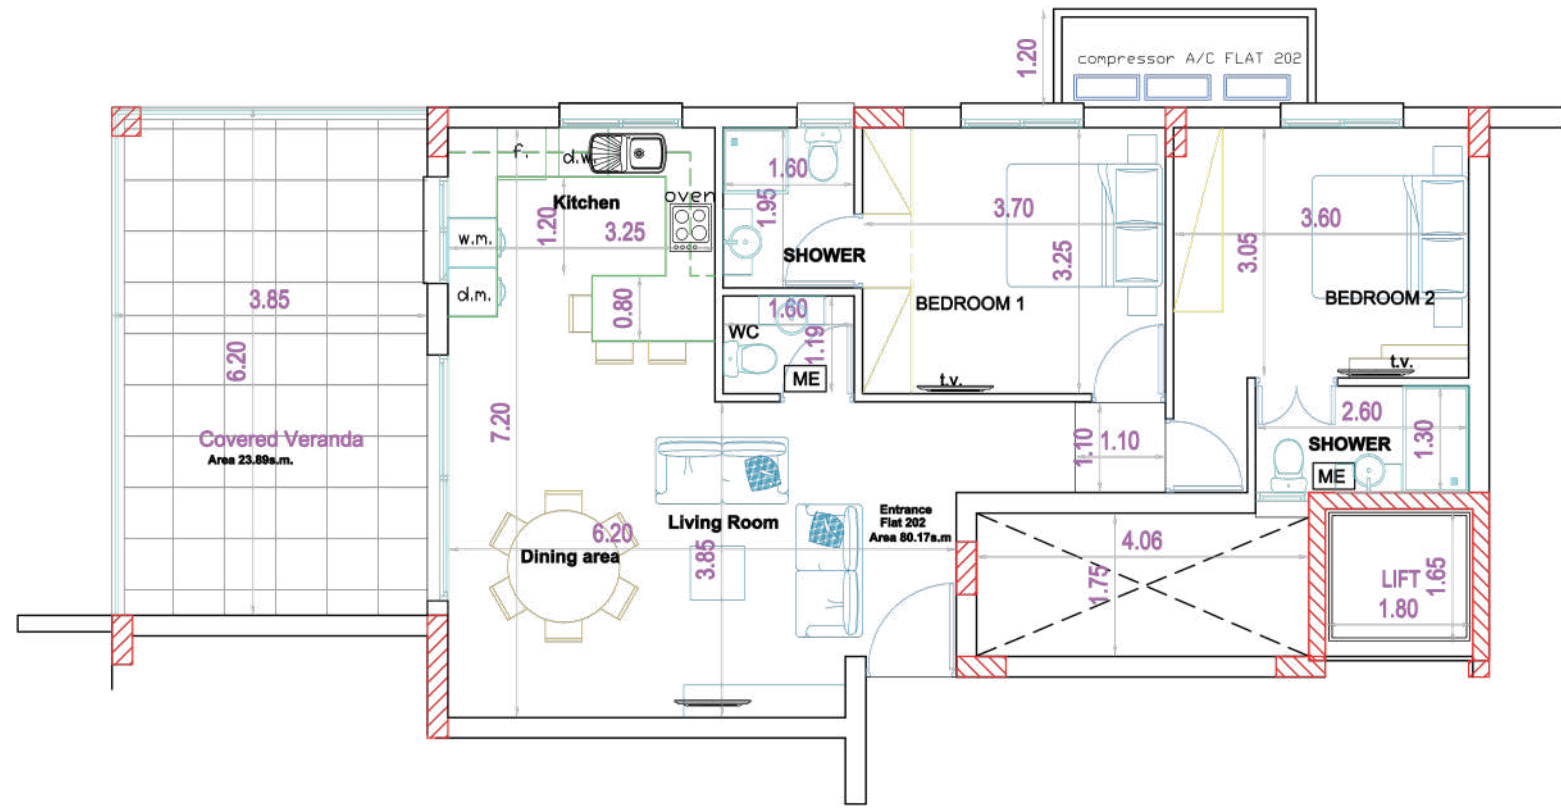 1.20
compressor A/C FLAT 202
f.
d.w.
Kitchen
oven
1.20
3.25
w.m.
d.m.
0.80
1.60
1.95
SHOWER
3.70
3.25
BEDROOM 1
t.v.
3.60
3.05
BEDROOM 2
t.v.
1.60
WC
1.19
ME
3.85
6.20
Covered Veranda
Area 23.89s.m.
7.20
1.10
1.10
2.60
SHOWER
1.30
ME
Living Room
6.20
Dining area
3.85
Entrance
Flat 202
Area 80.17s.m
4.06
1.75
LIFT
1.65
1.80